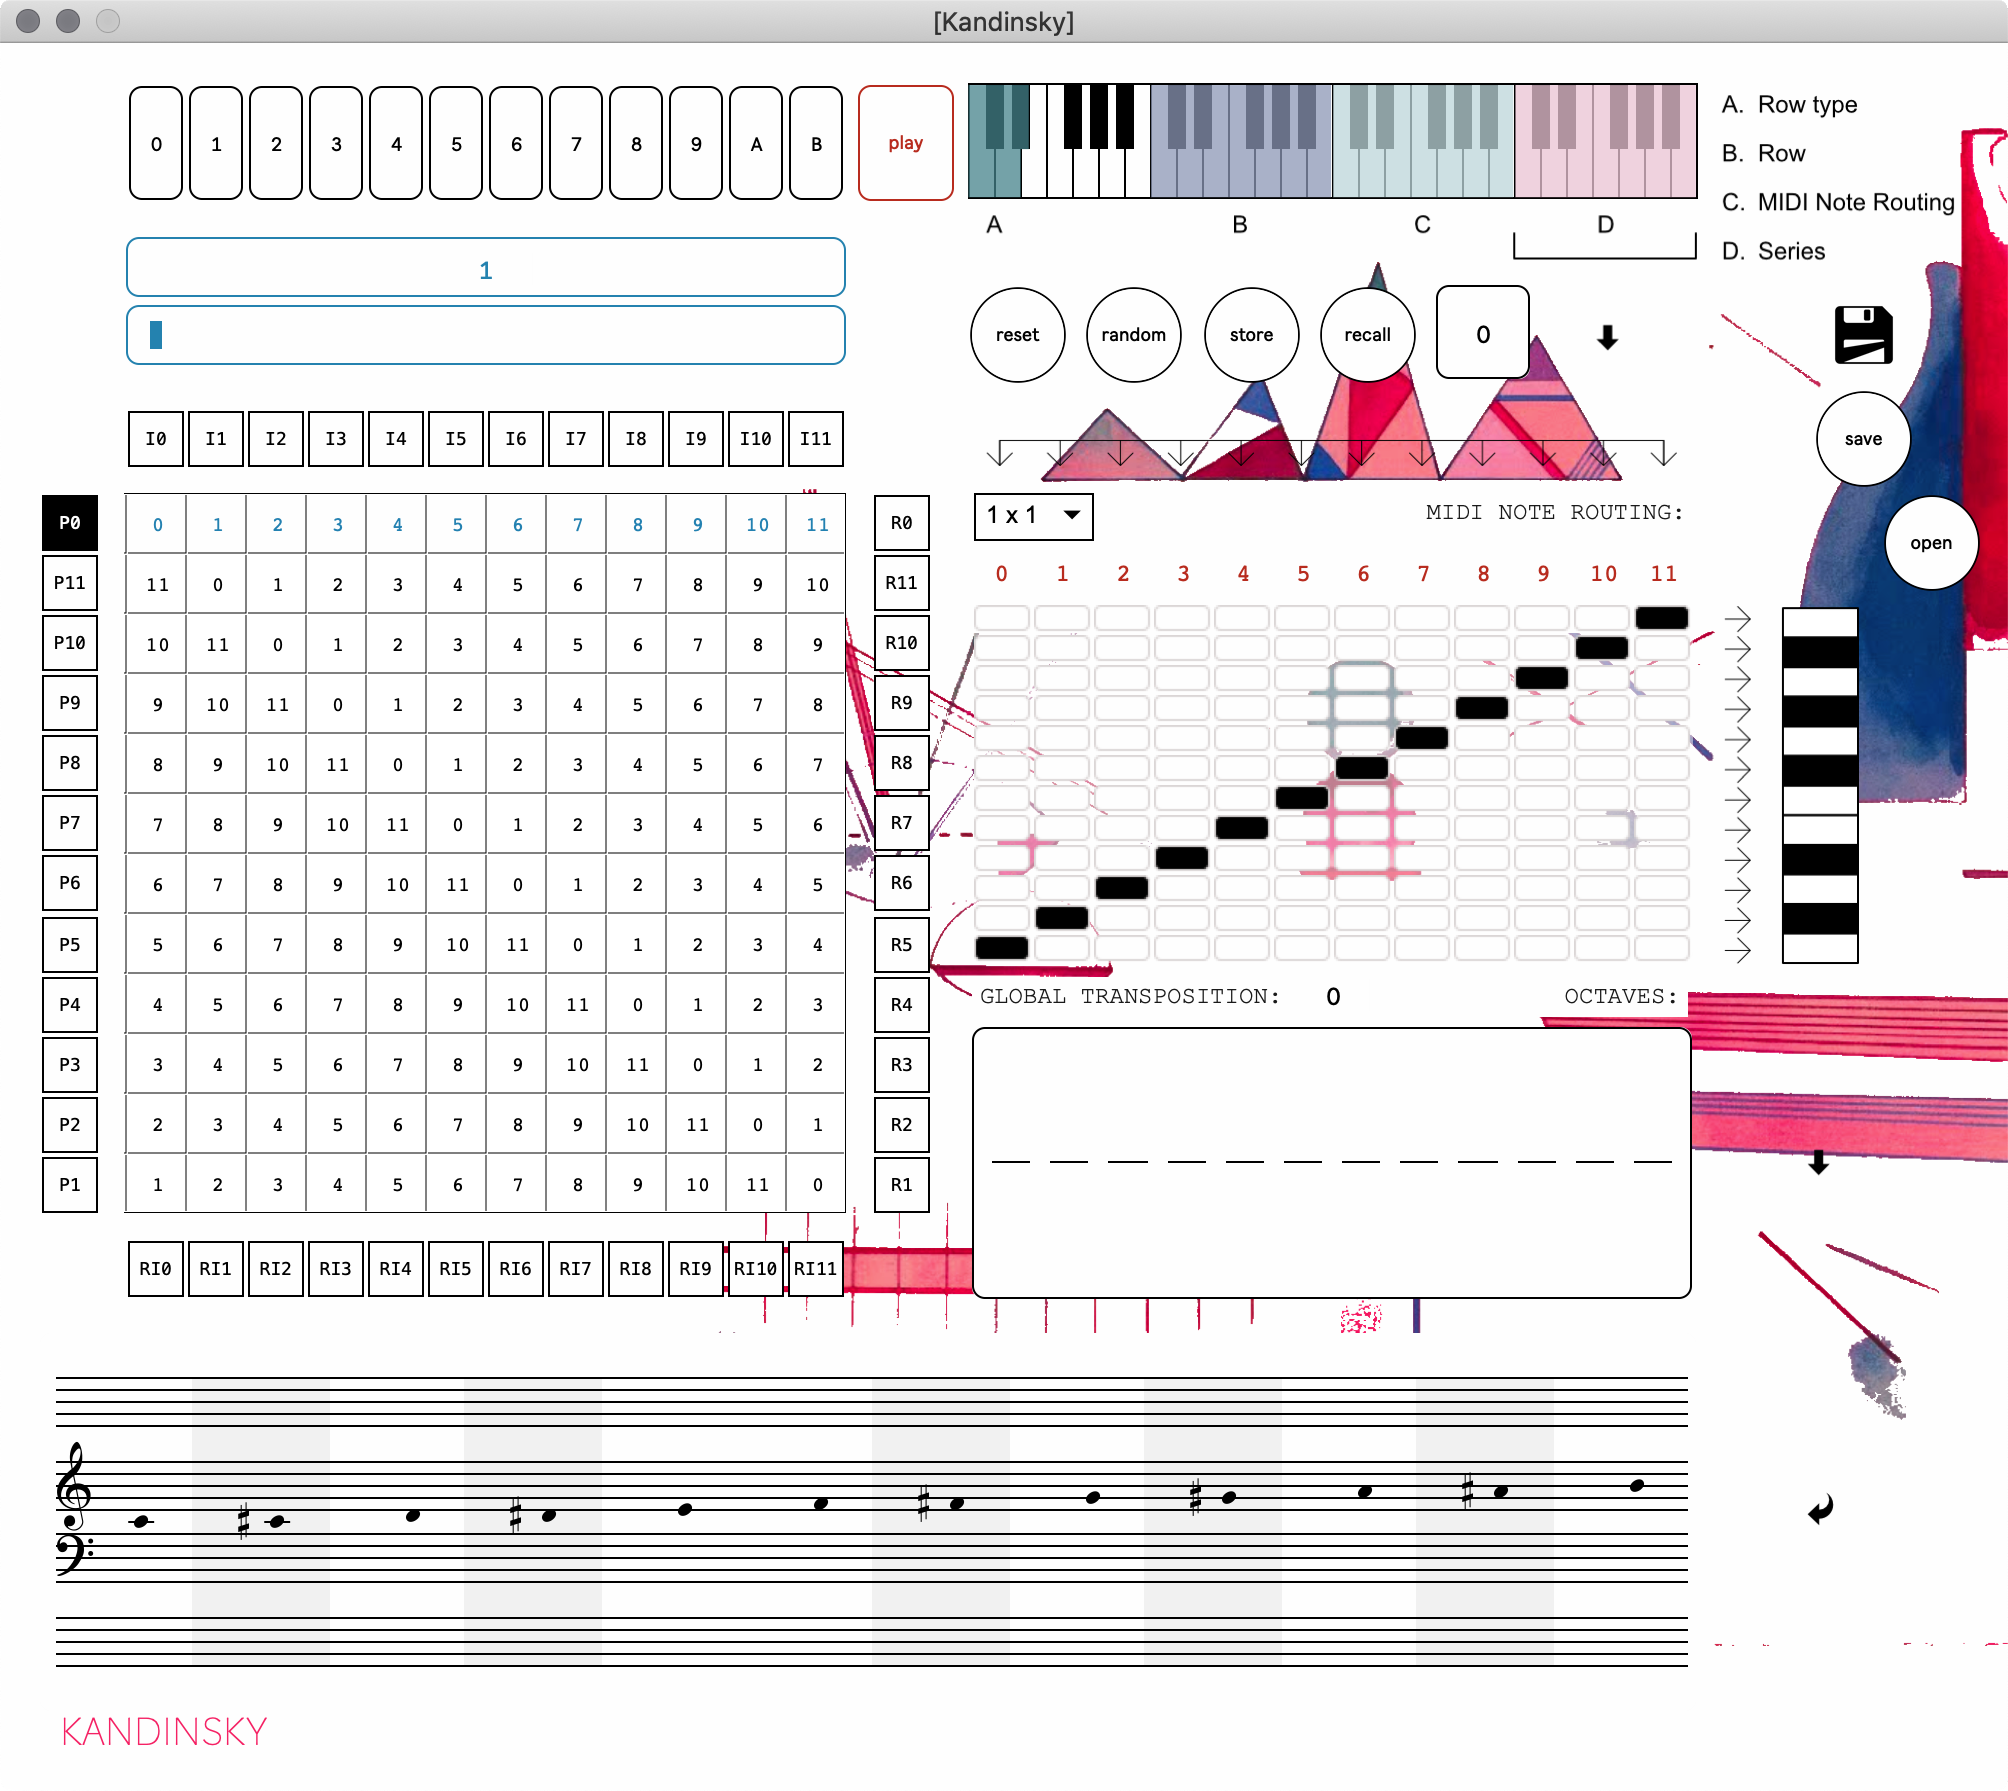 [Kandinsky]
0 1 2 3 4 5 6 7 8 9 A B play
A B C D
A. Row type
B. Row
C. MIDI Note Routing
D. Series
1
reset random store recall 0
save
open
I0 I1 I2 I3 I4 I5 I6 I7 I8 I9 I10 I11
P0 0 1 2 3 4 5 6 7 8 9 10 11 R0
P11 11 0 1 2 3 4 5 6 7 8 9 10 R11
P10 10 11 0 1 2 3 4 5 6 7 8 9 R10
P9 9 10 11 0 1 2 3 4 5 6 7 8 R9
P8 8 9 10 11 0 1 2 3 4 5 6 7 R8
P7 7 8 9 10 11 0 1 2 3 4 5 6 R7
P6 6 7 8 9 10 11 0 1 2 3 4 5 R6
P5 5 6 7 8 9 10 11 0 1 2 3 4 R5
P4 4 5 6 7 8 9 10 11 0 1 2 3 R4
P3 3 4 5 6 7 8 9 10 11 0 1 2 R3
P2 2 3 4 5 6 7 8 9 10 11 0 1 R2
P1 1 2 3 4 5 6 7 8 9 10 11 0 R1
RI0 RI1 RI2 RI3 RI4 RI5 RI6 RI7 RI8 RI9 RI10 RI11
1 x 1
MIDI NOTE ROUTING:
0 1 2 3 4 5 6 7 8 9 10 11
GLOBAL TRANSPOSITION: 0 OCTAVES:
KANDINSKY